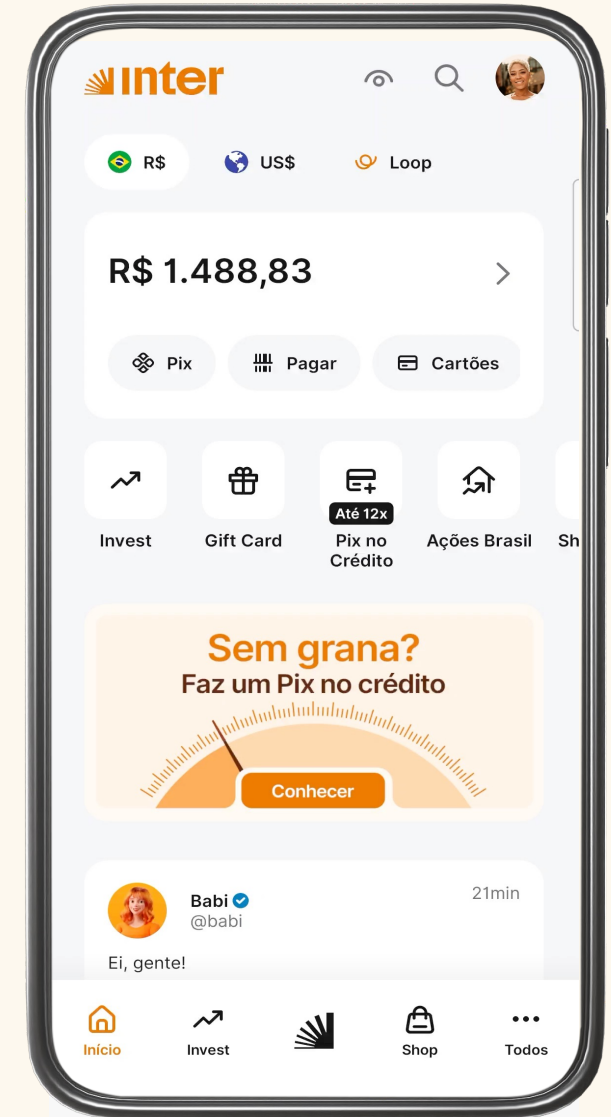 inter
R$ US$ Loop
R$ 1.488,83
Pix Pagar Cartões
Até 12x
Invest Gift Card Pix no Ações Brasil Sh
Crédito
Sem grana?
Faz um Pix no crédito
Conhecer
Babi 21min
@babi
Ei, gente!
Início Invest Shop Todos